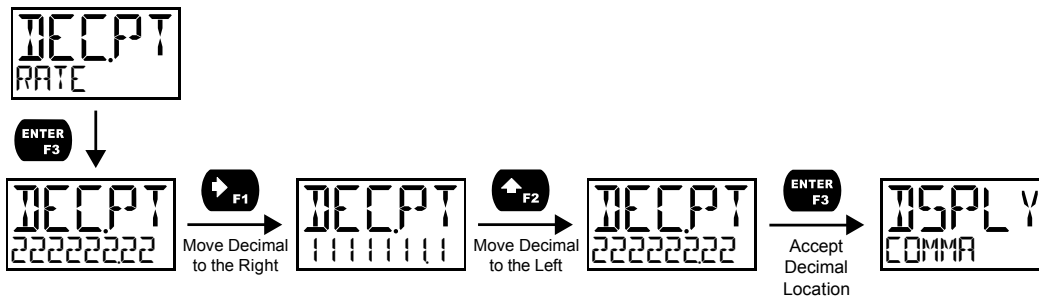 DEC.PT
RATE
ENTER
F3
DEC.PT
222222.22
F1
Move Decimal
to the Right
DEC.PT
1111111.1
F2
Move Decimal
to the Left
DEC.PT
222222.22
ENTER
F3
Accept
Decimal
Location
DSPLY
COMMA